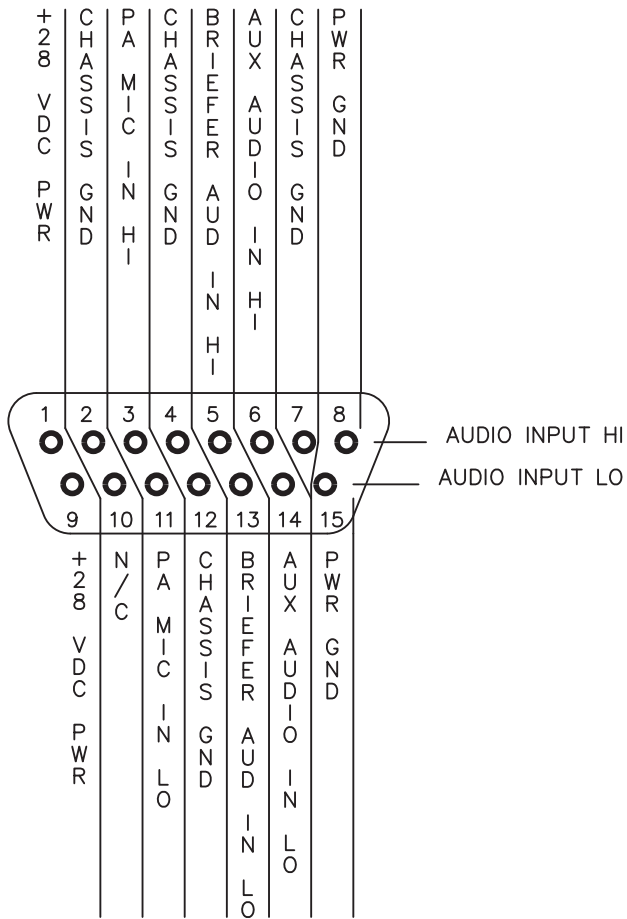 +28 VDC PWR
CHASSIS GND
PA MIC IN HI
CHASSIS GND
BRIEFER AUD IN HI
AUX AUDIO IN HI
CHASSIS GND
PWR GND
1 2 3 4 5 6 7 8
AUDIO INPUT HI
AUDIO INPUT LO
9 10 11 12 13 14 15
+28 VDC PWR
N/C
PA MIC IN LO
CHASSIS GND
BRIEFER AUD IN LO
AUX AUDIO IN LO
PWR GND